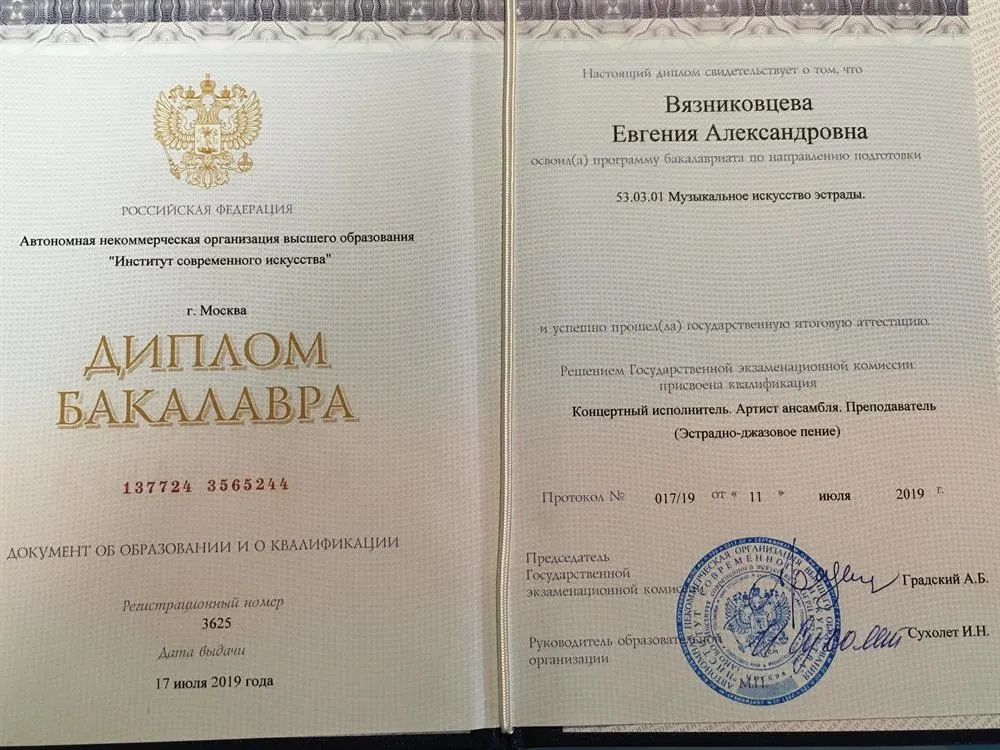 РОССИЙСКАЯ ФЕДЕРАЦИЯ
Автономная некоммерческая организация высшего образования
"Институт современного искусства"
г. Москва
ДИПЛОМ
БАКАЛАВРА
137724 3565244
ДОКУМЕНТ ОБ ОБРАЗОВАНИИ И О КВАЛИФИКАЦИИ
Регистрационный номер
3625
Дата выдачи
17 июля 2019 года
Настоящий диплом свидетельствует о том, что
Вязниковцева
Евгения Александровна
освоил(а) программу бакалавриата по направлению подготовки
53.03.01 Музыкальное искусство эстрады.
и успешно прошел(ла) государственную итоговую аттестацию.
Решением Государственной экзаменационной комиссии
присвоена квалификация
Концертный исполнитель. Артист ансамбля. Преподаватель
(Эстрадно-джазовое пение)
Протокол № 017/19 от « 11 » июля 2019 г.
Председатель
Государственной
экзаменационной комис
Градский А.Б.
Руководитель образовательной
организации
Сухолет И.Н.
М.П.